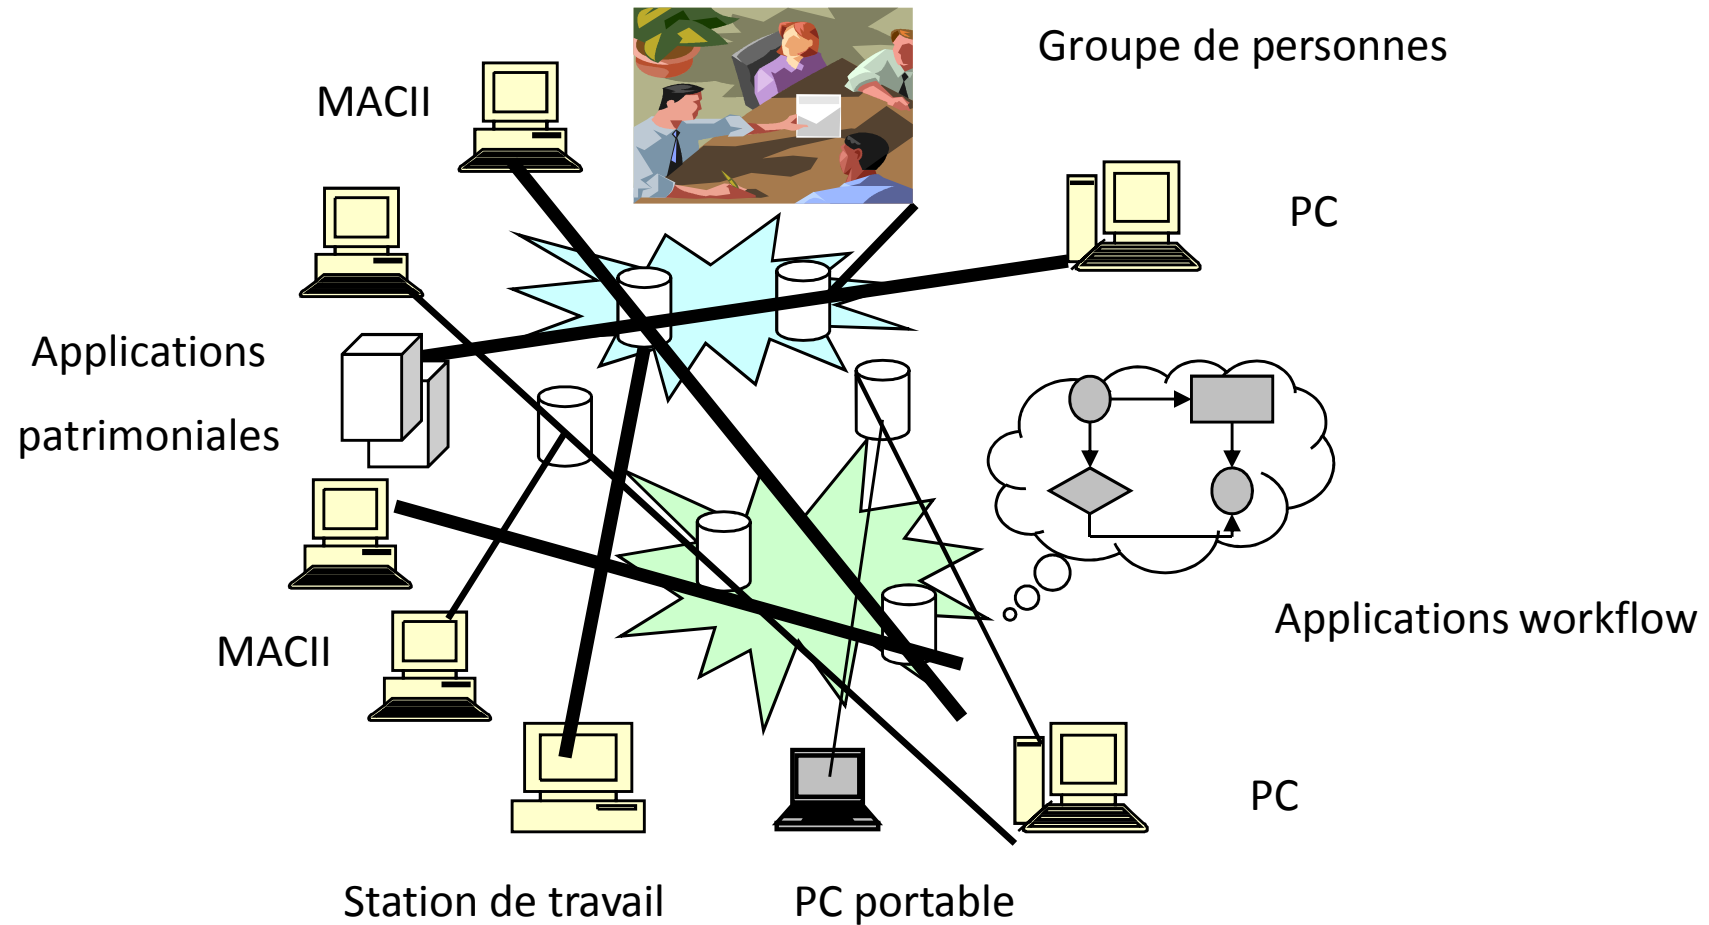 Groupe de personnes
MACII
PC
Applications
patrimoniales
Applications workflow
MACII
PC
Station de travail
PC portable